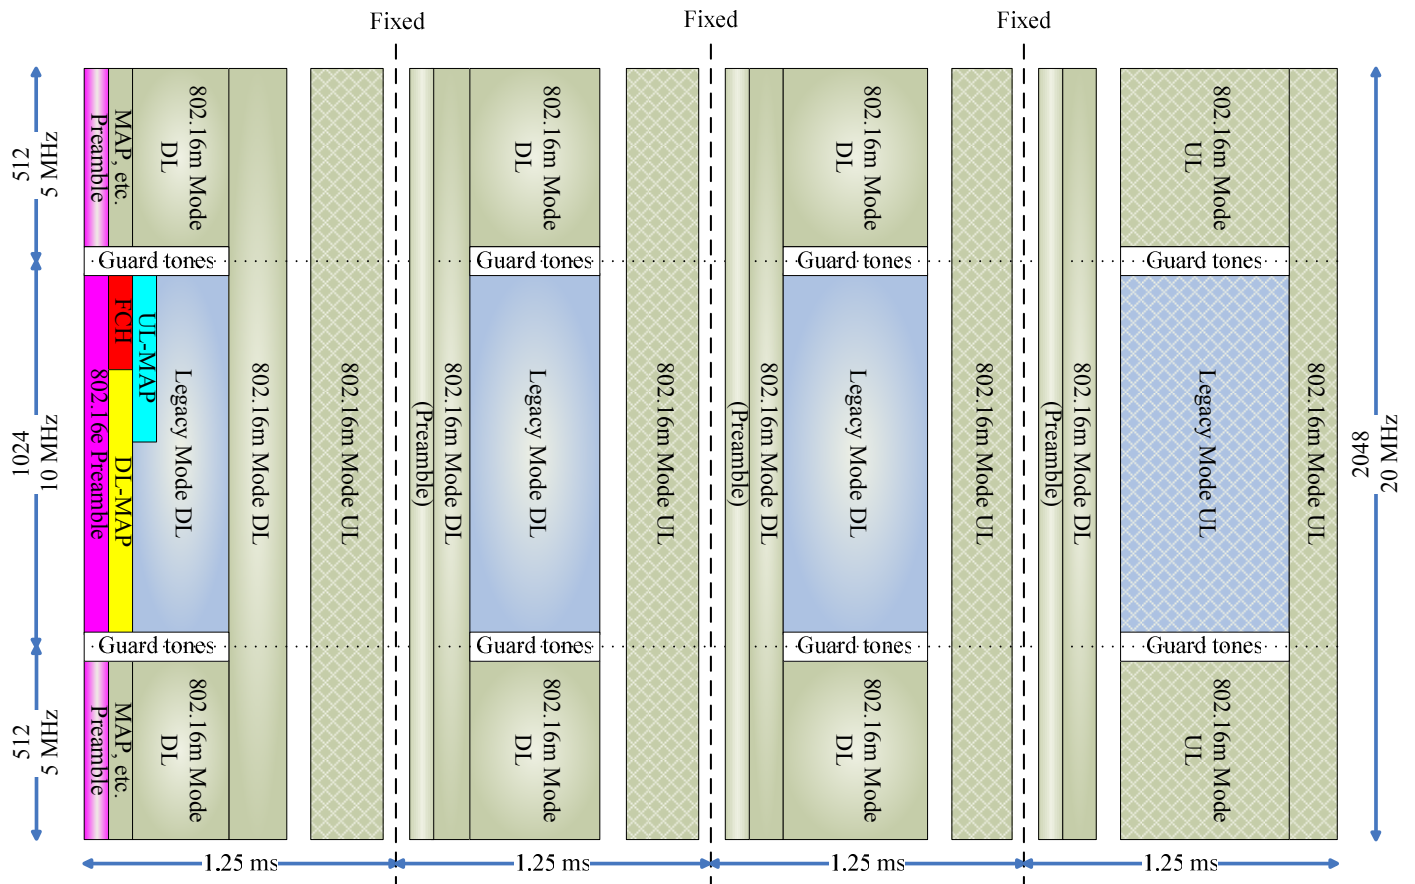 Fixed
Fixed
Fixed
512
5 MHz
1024
10 MHz
512
5 MHz
Preamble
MAP, etc.
802.16m Mode
DL
Guard tones
802.16e Preamble
FCH
DL-MAP
UL-MAP
Legacy Mode DL
Guard tones
Preamble
MAP, etc.
802.16m Mode
DL
802.16m Mode DL
802.16m Mode UL
(Preamble)
802.16m Mode DL
802.16m Mode
DL
Guard tones
Legacy Mode DL
Guard tones
802.16m Mode
DL
802.16m Mode UL
(Preamble)
802.16m Mode DL
802.16m Mode
DL
Guard tones
Legacy Mode DL
Guard tones
802.16m Mode
DL
802.16m Mode UL
(Preamble)
802.16m Mode DL
802.16m Mode
UL
Guard tones
Legacy Mode UL
Guard tones
802.16m Mode
UL
802.16m Mode UL
2048
20 MHz
1.25 ms
1.25 ms
1.25 ms
1.25 ms